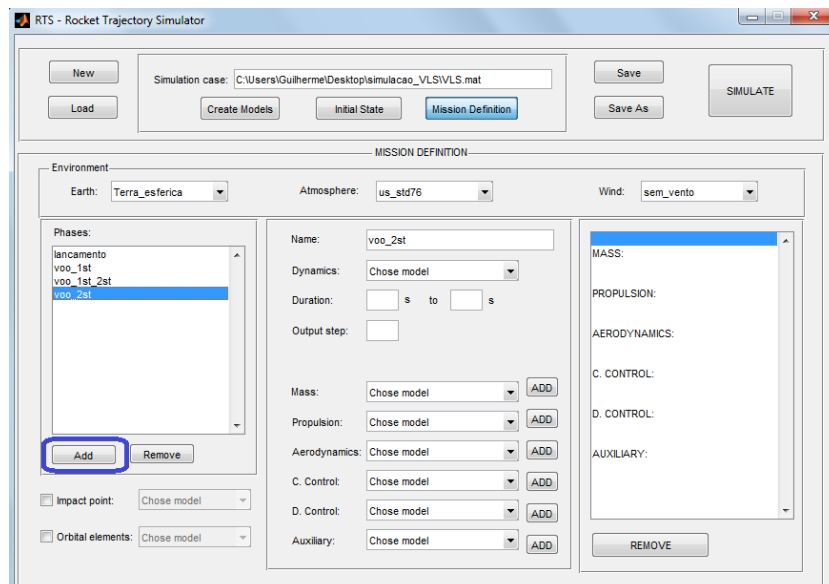 RTS - Rocket Trajectory Simulator
New
Simulation case: C:\Users\Guilherme\Desktop\simulacao_VLS\VLS.mat
Save
SIMULATE
Load
Create Models
Initial State
Mission Definition
Save As
MISSION DEFINITION
Environment
Earth: Terra_esferica
Atmosphere: us_std76
Wind: sem_vento
Phases:
lancamento
voo_1st
voo_1st_2st
voo_2st
Add
Remove
Impact point: Chose model
Orbital elements: Chose model
Name: voo_2st
Dynamics: Chose model
Duration: s to s
Output step:
Mass: Chose model ADD
Propulsion: Chose model ADD
Aerodynamics: Chose model ADD
C. Control: Chose model ADD
D. Control: Chose model ADD
Auxiliary: Chose model ADD
MASS:
PROPULSION:
AERODYNAMICS:
C. CONTROL:
D. CONTROL:
AUXILIARY:
REMOVE